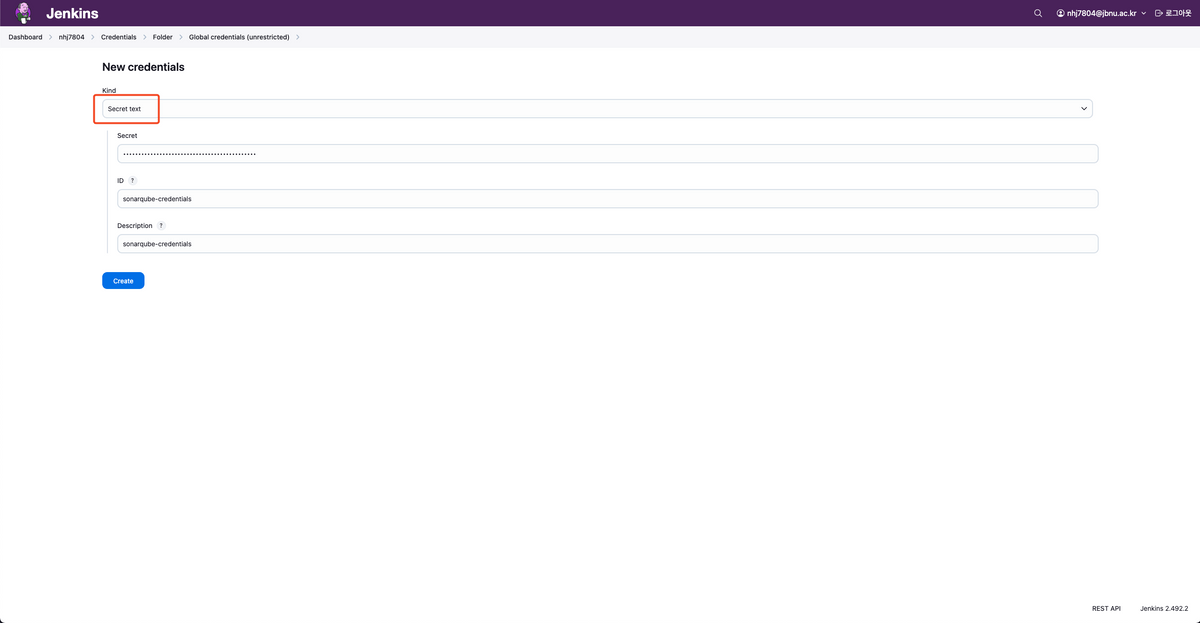 Jenkins
nhj7804@jbnu.ac.kr
로그아웃
Dashboard > nhj7804 > Credentials > Folder > Global credentials (unrestricted) >
New credentials
Kind
Secret text
Secret
••••••••••••••••••••••••••••••••••••••••••••
ID ?
sonarqube-credentials
Description ?
sonarqube-credentials
Create
REST API
Jenkins 2.492.2